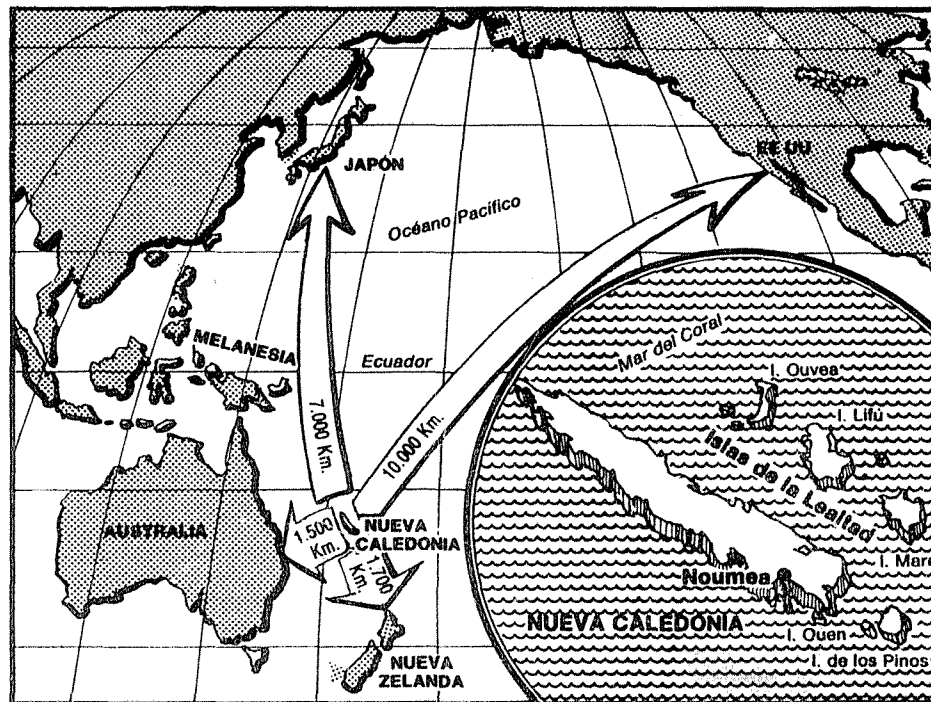 JAPÓN
EE UU
Océano Pacífico
MELANESIA
Ecuador
7.000 Km.
10.000 Km.
AUSTRALIA
1.500
Km.
NUEVA
CALEDONIA
1.700
Km.
NUEVA
ZELANDA
Mar del Coral
I. Ouvea
I. Lifú
Islas de la Lealtad
I. Mare
Noumea
NUEVA CALEDONIA
I. Ouen
I. de los Pinos